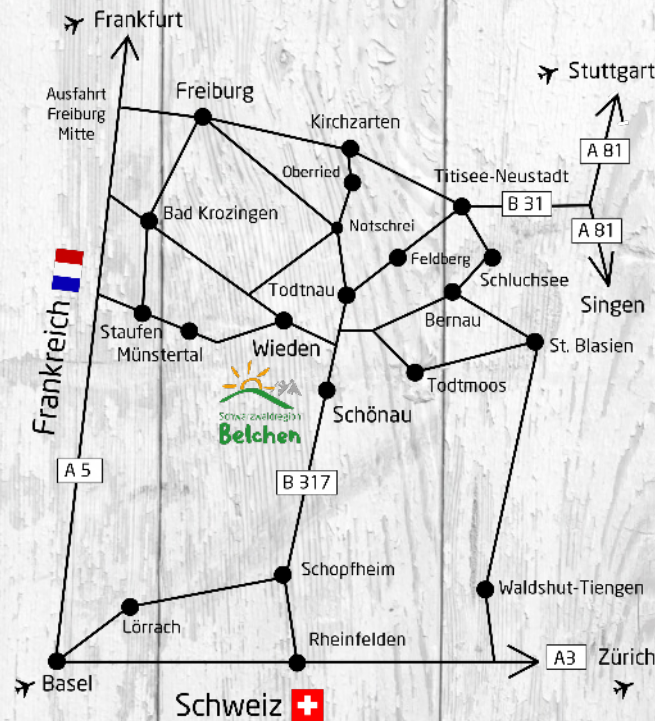 Frankfurt
Stuttgart
Ausfahrt
Freiburg
Mitte
Freiburg
Kirchzarten
A 81
Oberried
Titisee-Neustadt
B 31
Bad Krozingen
Notschrei
A 81
Feldberg
Schluchsee
Frankreich
Todtnau
Singen
Staufen
Bernau
Münstertal
Wieden
St. Blasien
Todtmoos
Schwarzwaldregion
Belchen
Schönau
A 5
B 317
Schopfheim
Waldshut-Tiengen
Lörrach
Rheinfelden
A3
Zürich
Basel
Schweiz